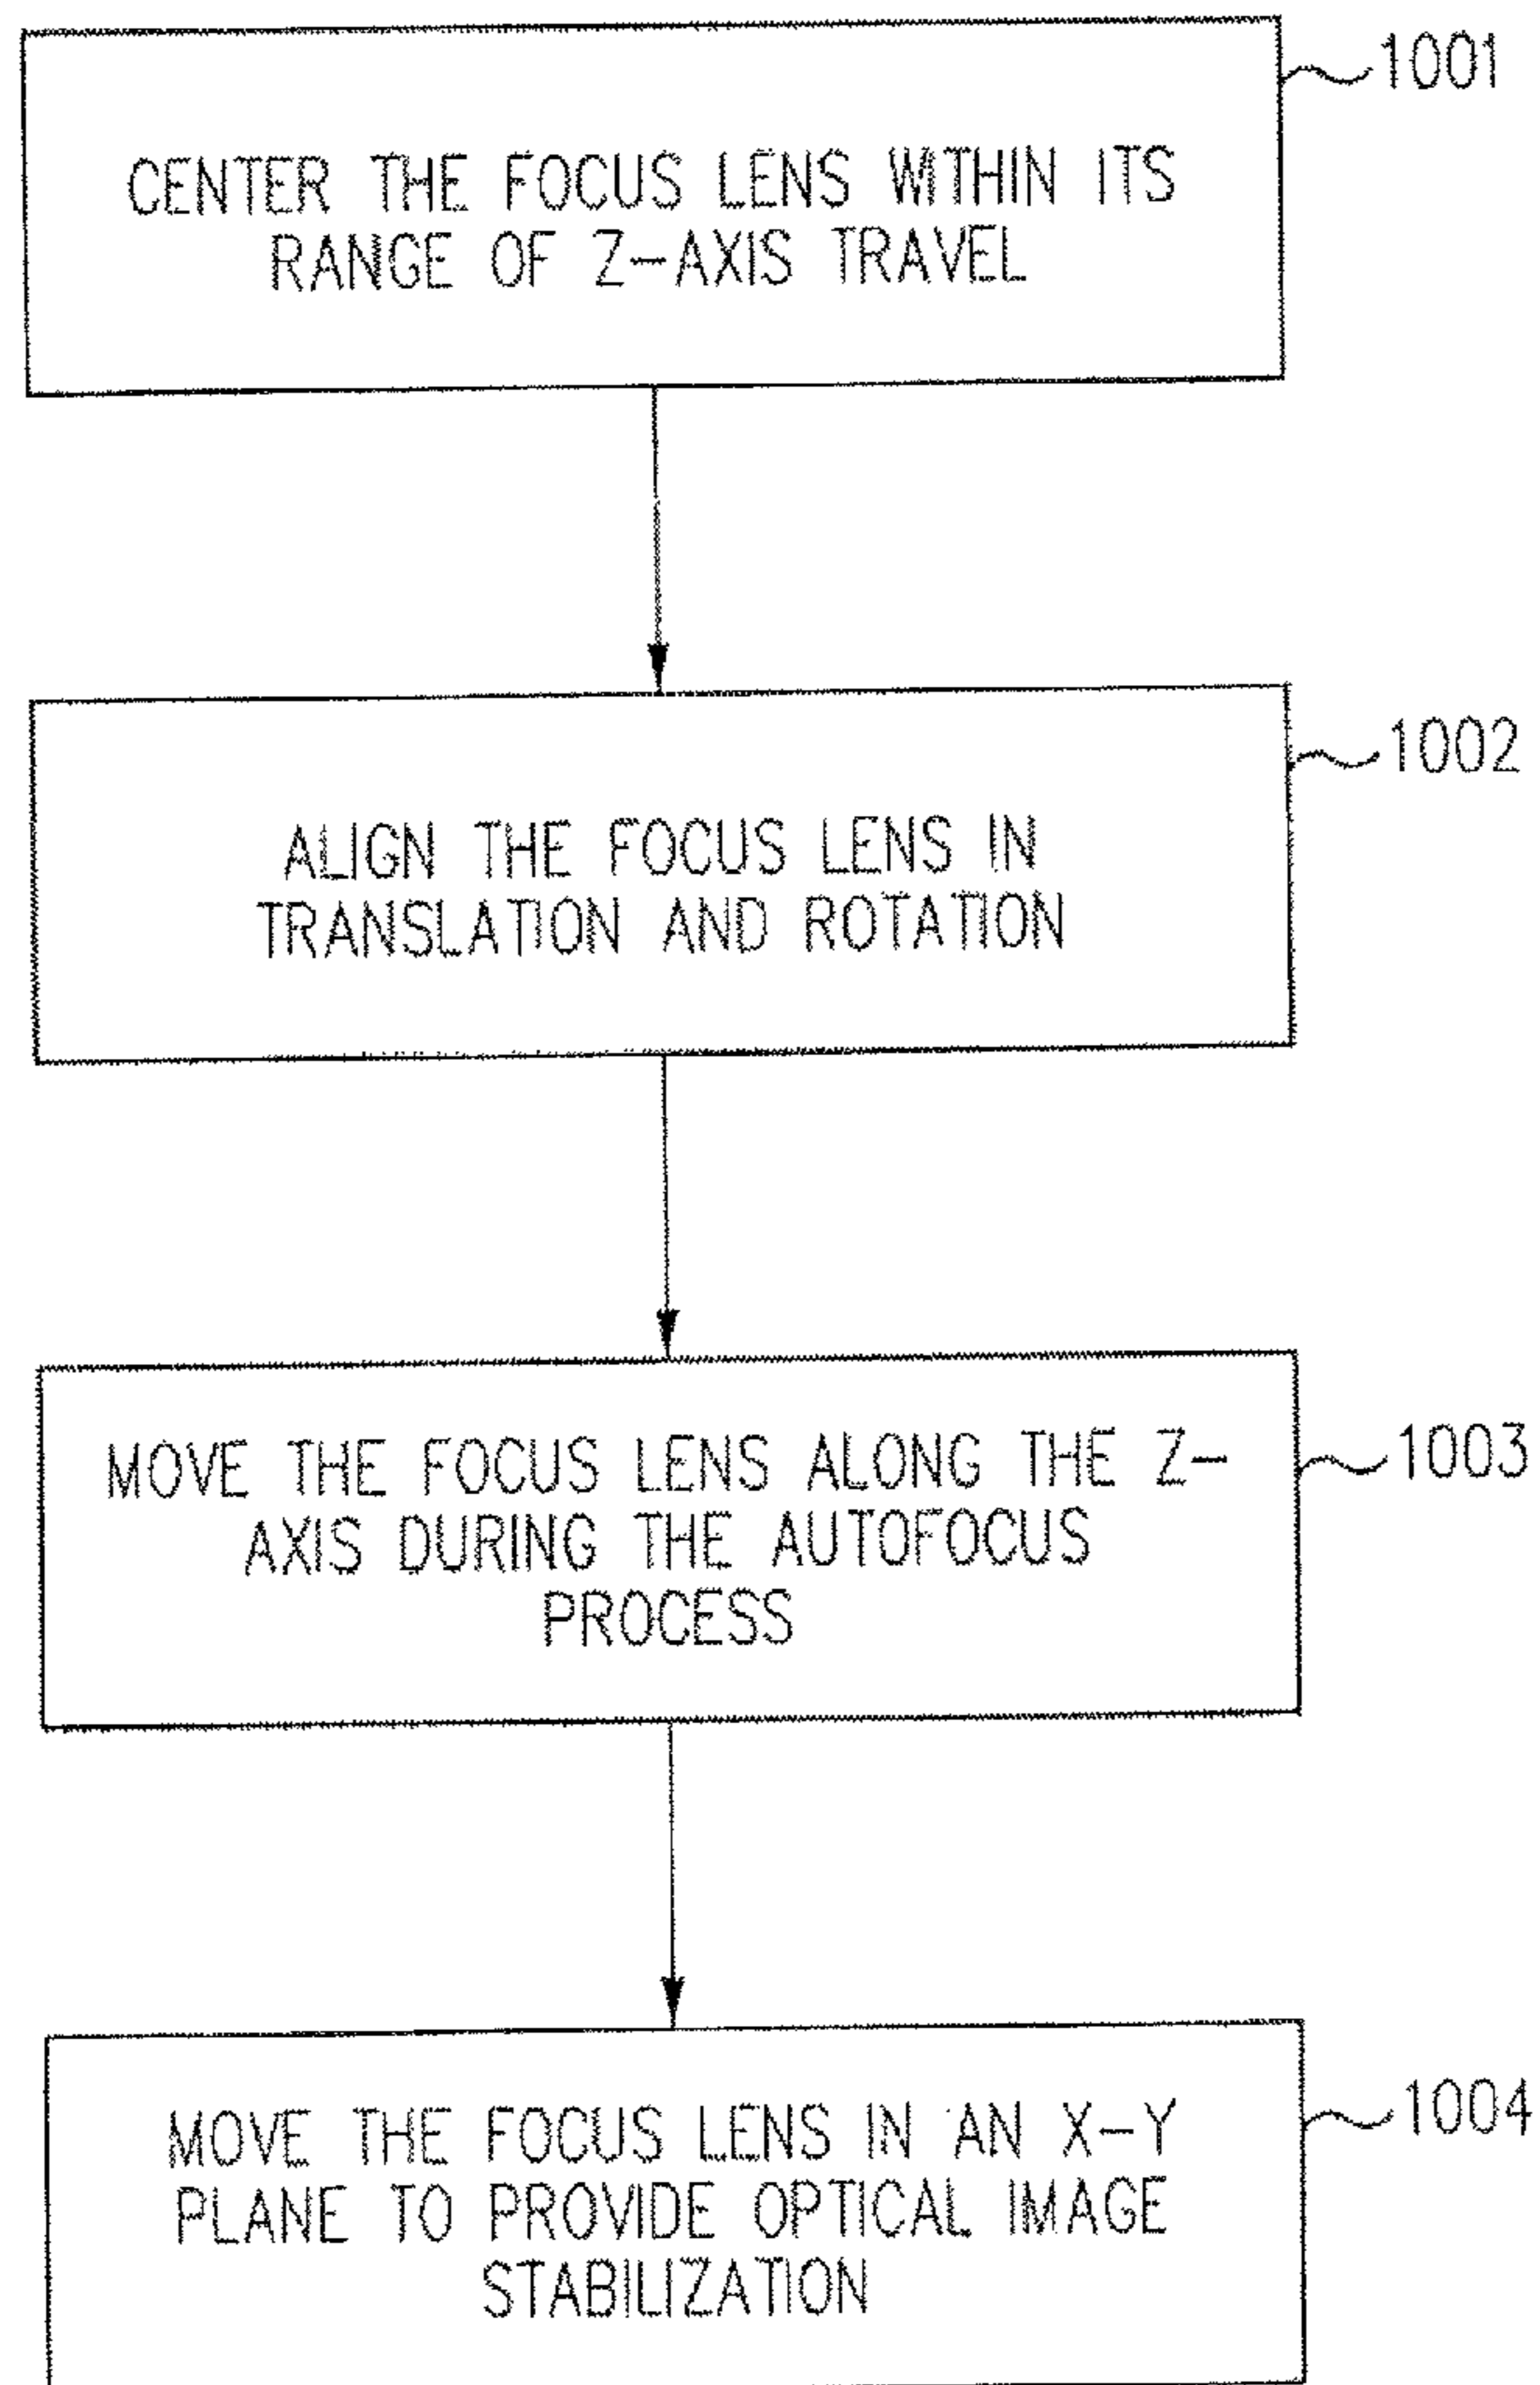 1001
CENTER THE FOCUS LENS WITHIN ITS
RANGE OF Z-AXIS TRAVEL
1002
ALIGN THE FOCUS LENS IN
TRANSLATION AND ROTATION
1003
MOVE THE FOCUS LENS ALONG THE Z-
AXIS DURING THE AUTOFOCUS
PROCESS
1004
MOVE THE FOCUS LENS IN AN X-Y
PLANE TO PROVIDE OPTICAL IMAGE
STABILIZATION